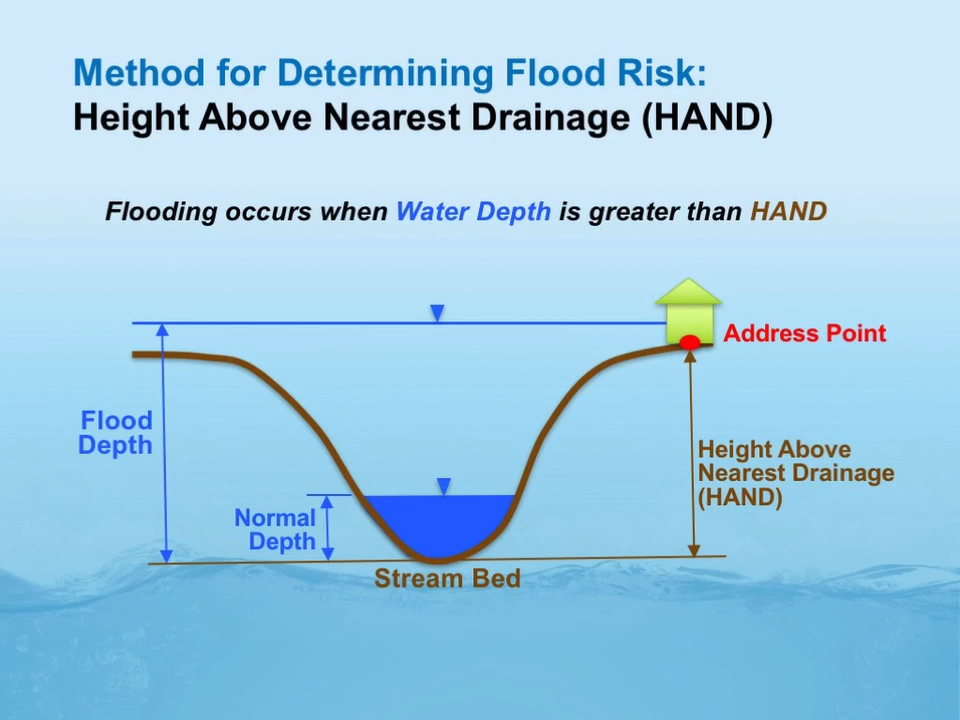 Method for Determining Flood Risk:
Height Above Nearest Drainage (HAND)
Flooding occurs when Water Depth is greater than HAND
Address Point
Flood
Depth
Height Above
Nearest Drainage
(HAND)
Normal
Depth
Stream Bed